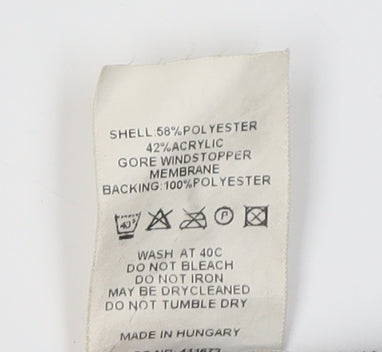 SHELL:58%POLYESTER
42%ACRYLIC
GORE WINDSTOPPER
MEMBRANE
BACKING:100%POLYESTER
40° P
WASH AT 40C
DO NOT BLEACH
DO NOT IRON
MAY BE DRYCLEANED
DO NOT TUMBLE DRY
MADE IN HUNGARY